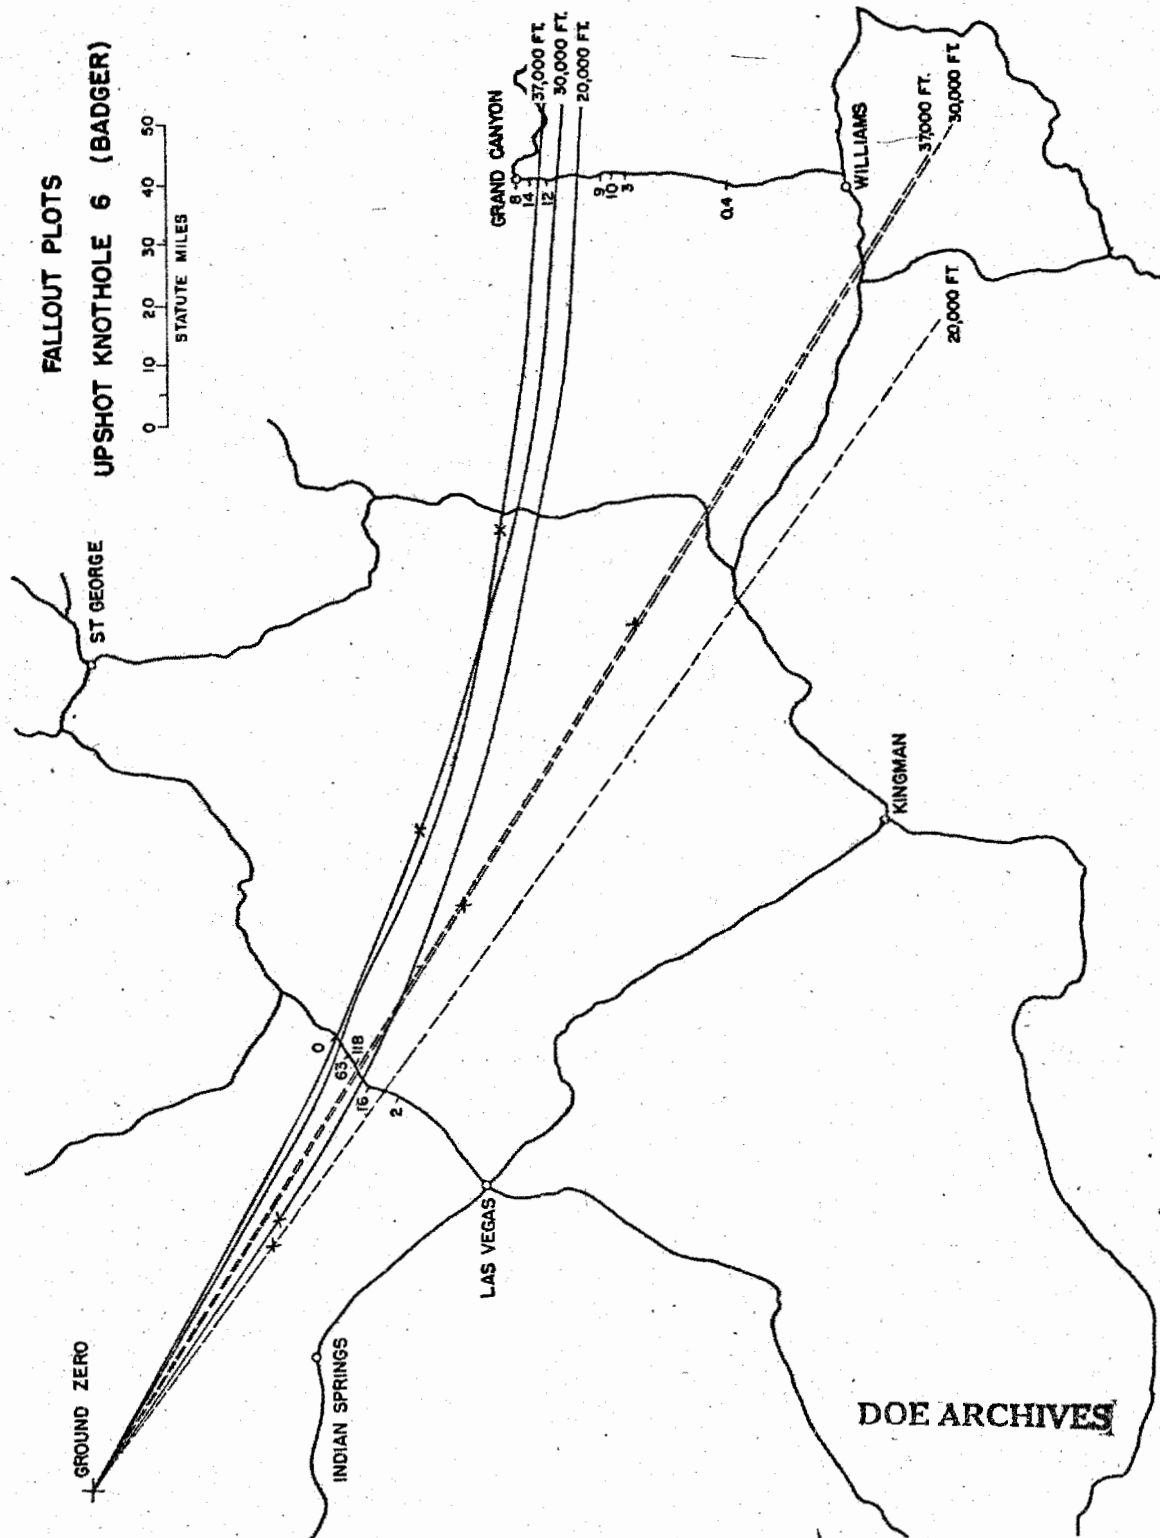 FALLOUT PLOTS
UPSHOT KNOTHOLE 6 (BADGER)
0 10 20 30 40 50
STATUTE MILES
GROUND ZERO
ST GEORGE
GRAND CANYON
37,000 FT.
30,000 FT.
20,000 FT.
8
14
12
9
10
3
0.4
WILLIAMS
37,000 FT.
30,000 FT.
20,000 FT.
0
63
118
16
2
INDIAN SPRINGS
LAS VEGAS
KINGMAN
DOE ARCHIVES